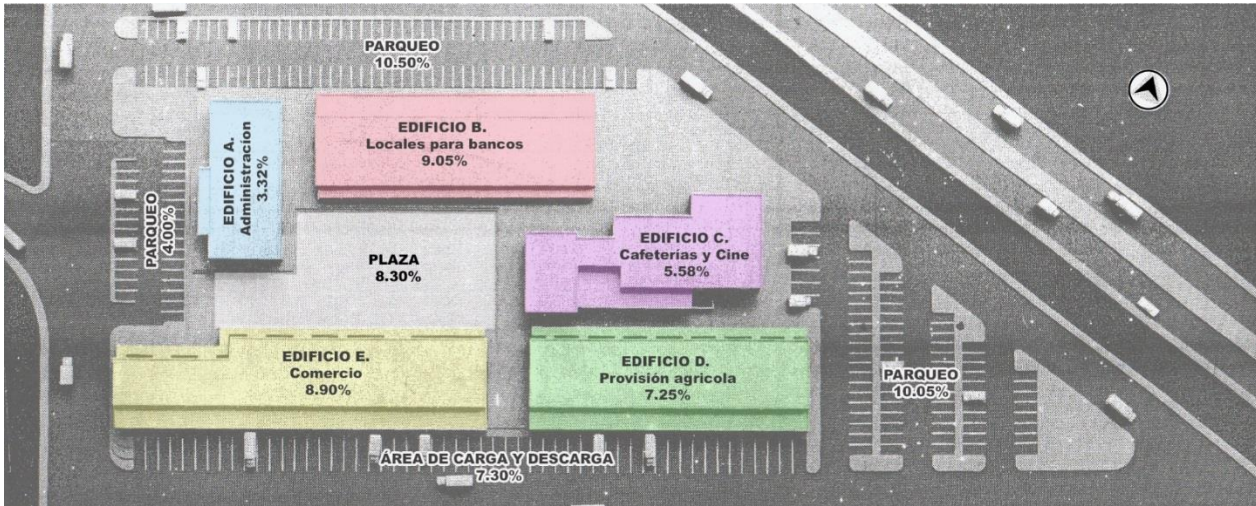 PARQUEO
10.50%
EDIFICIO A.
Administracion
3.32%
EDIFICIO B.
Locales para bancos
9.05%
PARQUEO
4.00%
EDIFICIO C.
Cafeterías y Cine
5.58%
PLAZA
8.30%
EDIFICIO E.
Comercio
8.90%
EDIFICIO D.
Provisión agricola
7.25%
PARQUEO
10.05%
ÁREA DE CARGA Y DESCARGA
7.30%